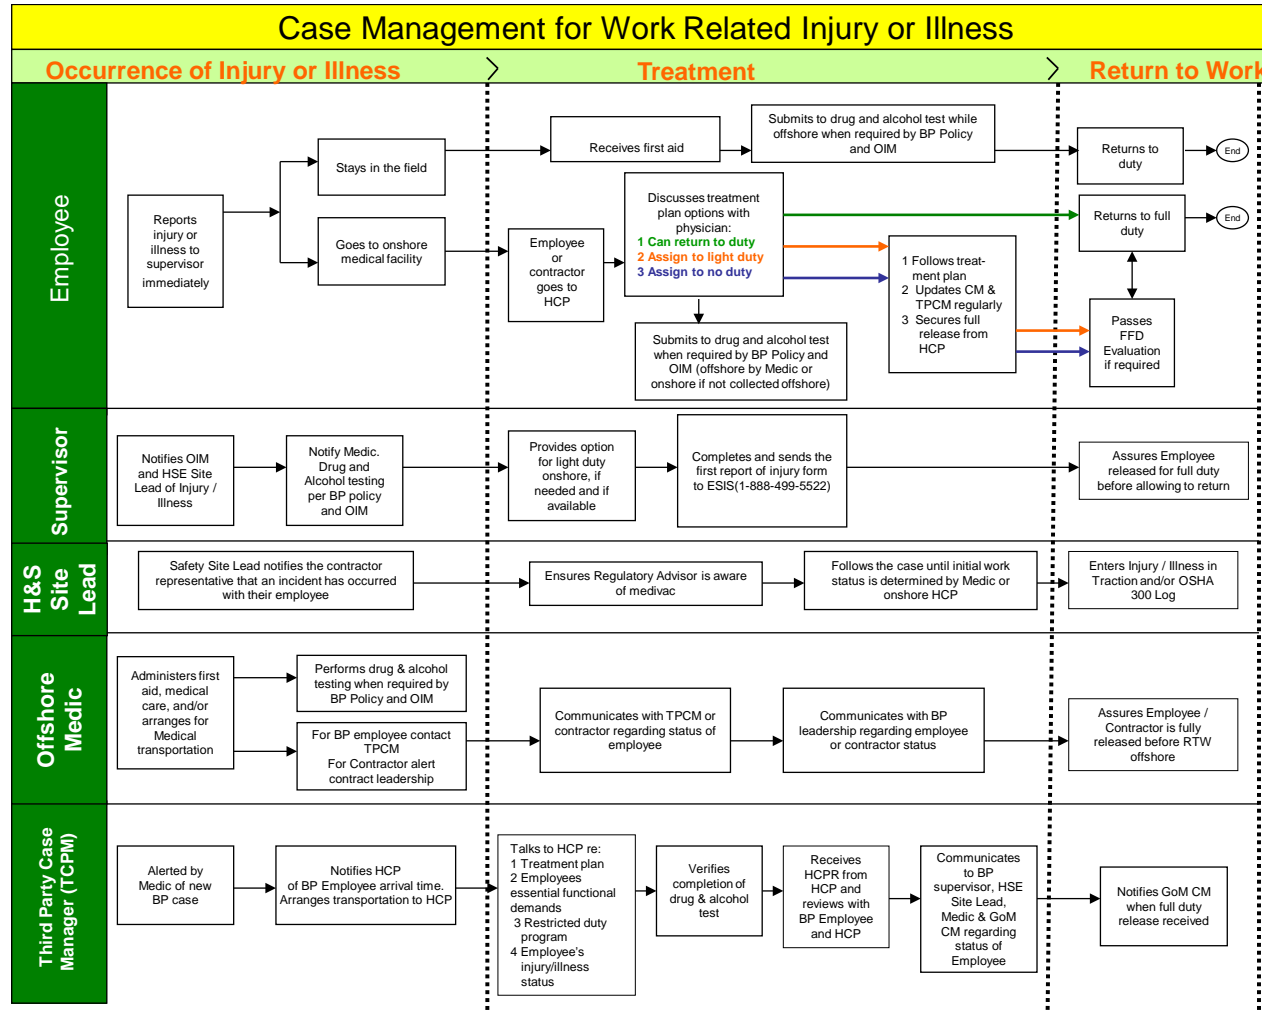 Case Management for Work Related Injury or Illness
Occurrence of Injury or Illness
Treatment
Return to Work
Employee
Reports
injury or
illness to
supervisor
immediately
Stays in the field
Goes to onshore
medical facility
Receives first aid
Submits to drug and alcohol test while
offshore when required by BP Policy
and OIM
Returns to
duty
End
Employee
or
contractor
goes to
HCP
Discusses treatment
plan options with
physician:
1 Can return to duty
2 Assign to light duty
3 Assign to no duty
Submits to drug and alcohol test
when required by BP Policy and
OIM (offshore by Medic or
onshore if not collected offshore)
1 Follows treat-
ment plan
2 Updates CM &
TPCM regularly
3 Secures full
release from
HCP
Returns to full
duty
End
Passes
FFD
Evaluation
if required
Supervisor
Notifies OIM
and HSE Site
Lead of Injury /
Illness
Notify Medic.
Drug and
Alcohol testing
per BP policy
and OIM
Provides option
for light duty
onshore, if
needed and if
available
Completes and sends the
first report of injury form
to ESIS(1-888-499-5522)
Assures Employee
released for full duty
before allowing to return
H&S
Site
Lead
Safety Site Lead notifies the contractor
representative that an incident has occurred
with their employee
Ensures Regulatory Advisor is aware
of medivac
Follows the case until initial work
status is determined by Medic or
onshore HCP
Enters Injury / Illness in
Traction and/or OSHA
300 Log
Offshore
Medic
Administers first
aid, medical
care, and/or
arranges for
Medical
transportation
Performs drug & alcohol
testing when required by
BP Policy and OIM
For BP employee contact
TPCM
For Contractor alert
contract leadership
Communicates with TPCM or
contractor regarding status of
employee
Communicates with BP
leadership regarding employee
or contractor status
Assures Employee /
Contractor is fully
released before RTW
offshore
Third Party Case
Manager (TCPM)
Alerted by
Medic of new
BP case
Notifies HCP
of BP Employee arrival time.
Arranges transportation to HCP
Talks to HCP re:
1 Treatment plan
2 Employees
essential functional
demands
3 Restricted duty
program
4 Employee's
injury/illness
status
Verifies
completion of
drug & alcohol
test
Receives
HCPR from
HCP and
reviews with
BP Employee
and HCP
Communicates
to BP
supervisor, HSE
Site Lead,
Medic & GoM
CM regarding
status of
Employee
Notifies GoM CM
when full duty
release received